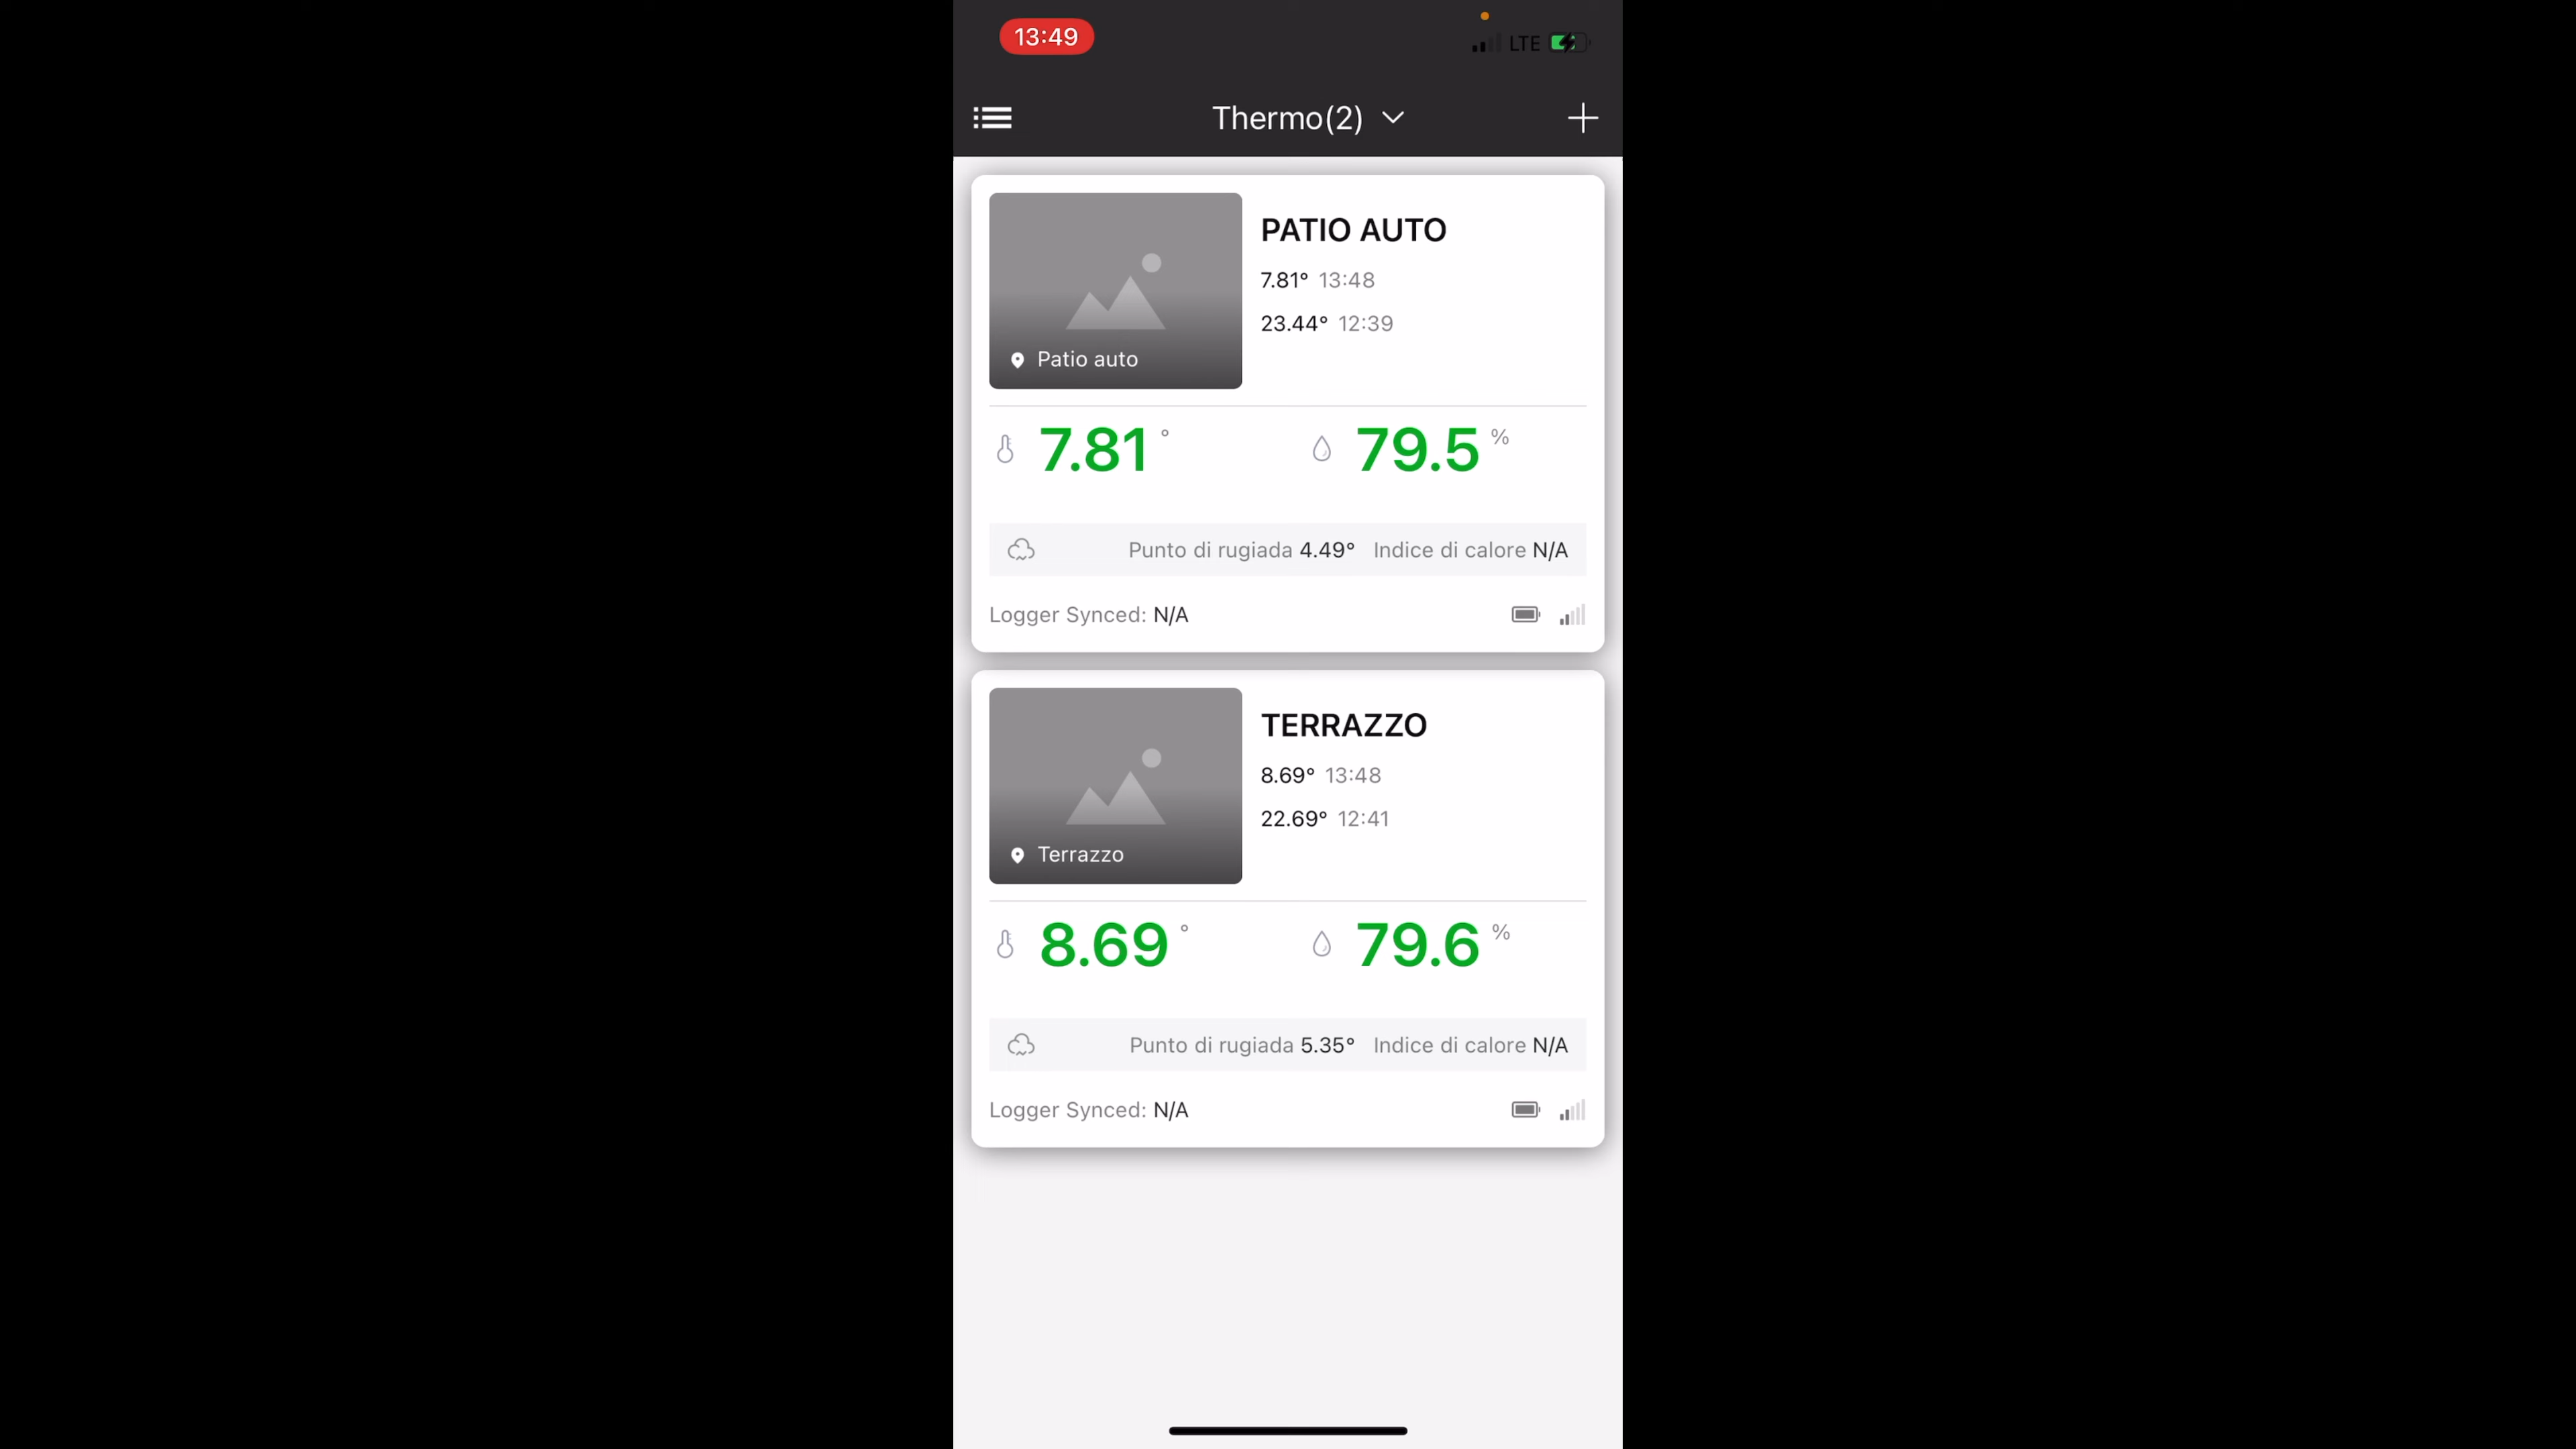 13:49
LTE
Thermo(2)
PATIO AUTO
7.81° 13:48
23.44° 12:39
Patio auto
7.81 ° 79.5 %
Punto di rugiada 4.49° Indice di calore N/A
Logger Synced: N/A
TERRAZZO
8.69° 13:48
22.69° 12:41
Terrazzo
8.69 ° 79.6 %
Punto di rugiada 5.35° Indice di calore N/A
Logger Synced: N/A